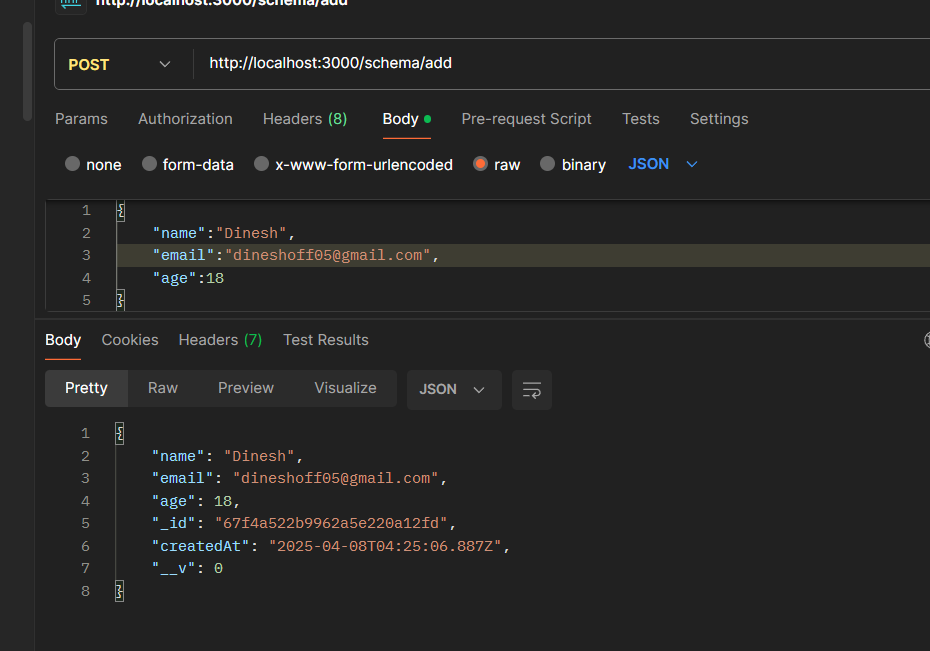 http://localhost:3000/schema/add
POST http://localhost:3000/schema/add
Params Authorization Headers (8) Body Pre-request Script Tests Settings
none form-data x-www-form-urlencoded raw binary JSON
1 {
2 "name":"Dinesh",
3 "email":"dineshoff05@gmail.com",
4 "age":18
5 }
Body Cookies Headers (7) Test Results
Pretty Raw Preview Visualize JSON
1 {
2 "name": "Dinesh",
3 "email": "dineshoff05@gmail.com",
4 "age": 18,
5 "_id": "67f4a522b9962a5e220a12fd",
6 "createdAt": "2025-04-08T04:25:06.887Z",
7 "__v": 0
8 }